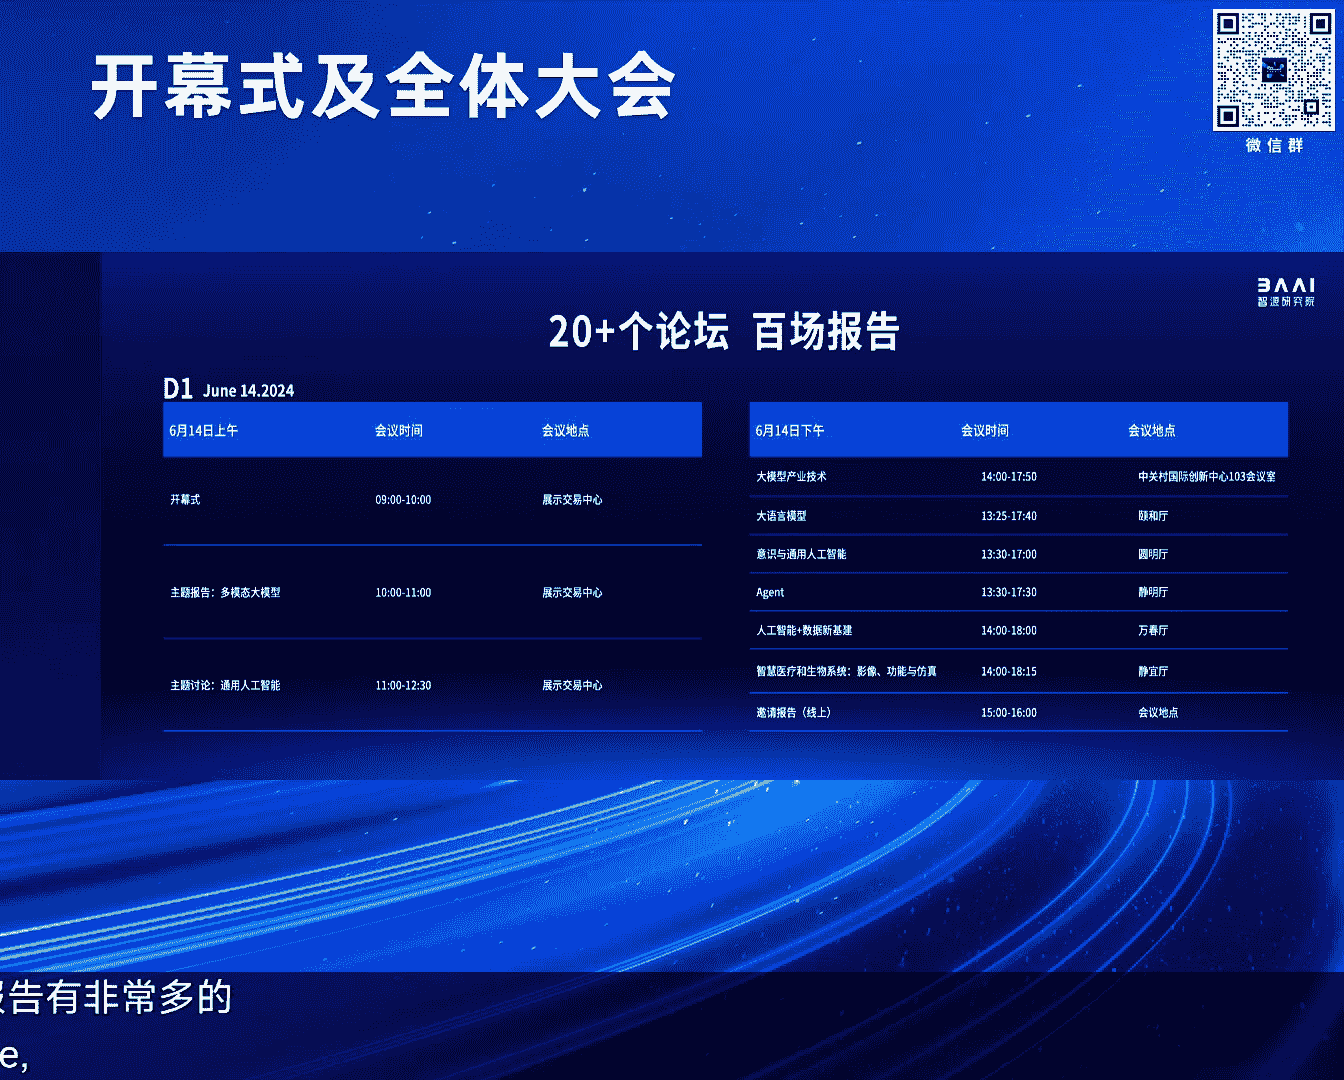 开幕式及全体大会
微信群
BAAI
智源研究院
20+个论坛 百场报告
D1 June 14.2024
6月14日上午 会议时间 会议地点
开幕式 09:00-10:00 展示交易中心
主题报告：多模态大模型 10:00-11:00 展示交易中心
主题讨论：通用人工智能 11:00-12:30 展示交易中心
6月14日下午 会议时间 会议地点
大模型产业技术 14:00-17:50 中关村国际创新中心103会议室
大语言模型 13:25-17:40 颐和厅
意识与通用人工智能 13:30-17:00 圆明厅
Agent 13:30-17:30 静明厅
人工智能+数据新基建 14:00-18:00 万春厅
智慧医疗和生物系统：影像、功能与仿真 14:00-18:15 静宜厅
邀请报告（线上） 15:00-16:00 会议地点
报告有非常多的
e,